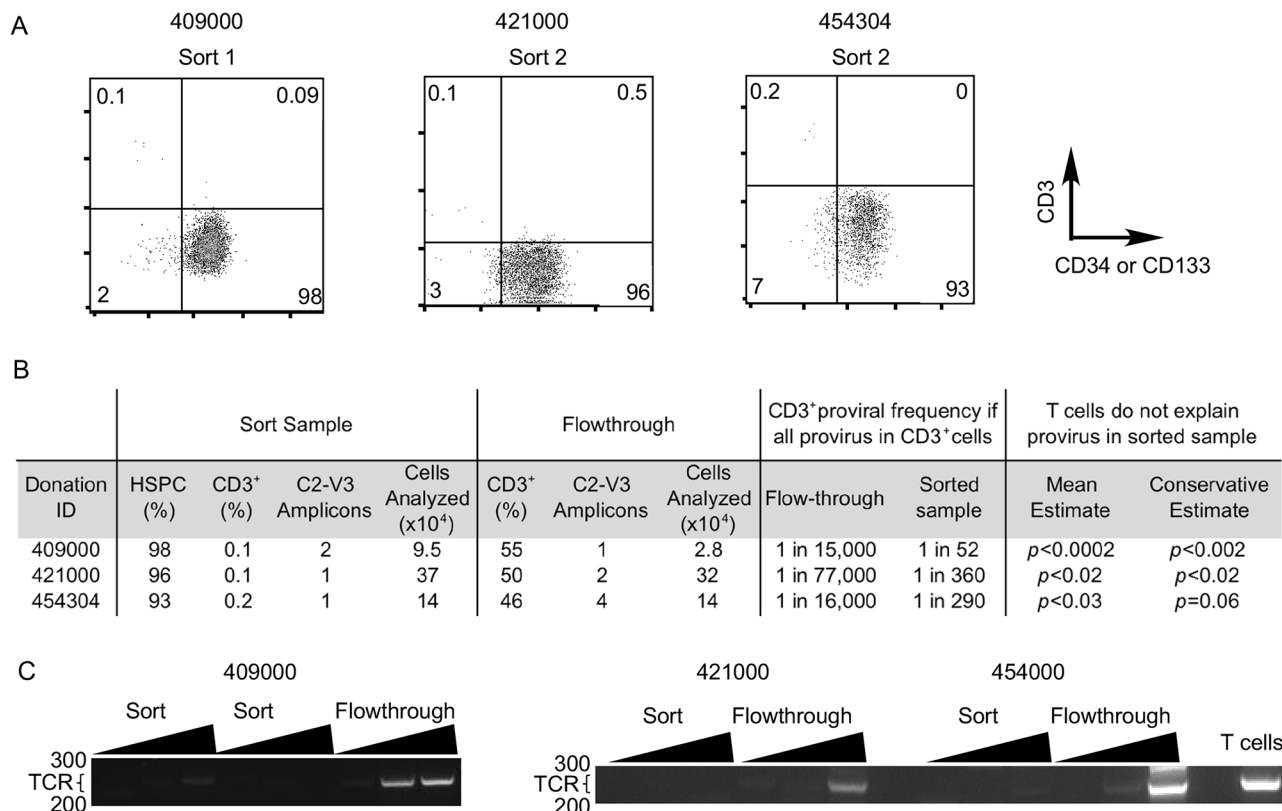 A
409000
421000
454304
Sort 1
Sort 2
Sort 2
0.1
0.09
2
98
0.1
0.5
3
96
0.2
0
7
93
CD3
CD34 or CD133
B
Sort Sample
Flowthrough
CD3+ proviral frequency if all provirus in CD3+ cells
T cells do not explain provirus in sorted sample
Donation ID
HSPC (%)
CD3+ (%)
C2-V3 Amplicons
Cells Analyzed (x10⁴)
CD3+ (%)
C2-V3 Amplicons
Cells Analyzed (x10⁴)
Flow-through
Sorted sample
Mean Estimate
Conservative Estimate
409000 98 0.1 2 9.5 55 1 2.8 1 in 15,000 1 in 52 p<0.0002 p<0.002
421000 96 0.1 1 37 50 2 32 1 in 77,000 1 in 360 p<0.02 p<0.02
454304 93 0.2 1 14 46 4 14 1 in 16,000 1 in 290 p<0.03 p=0.06
C
409000
421000
454000
Sort
Sort
Flowthrough
Sort
Flowthrough
Sort
Flowthrough
T cells
300
TCR{
200
300
TCR{
200